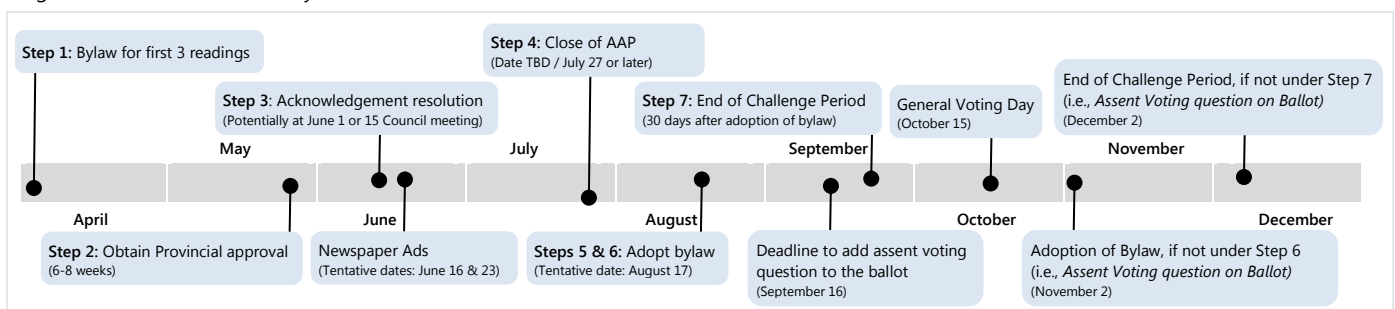 Step 1: Bylaw for first 3 readings
Step 4: Close of AAP
(Date TBD / July 27 or later)
Step 3: Acknowledgement resolution
(Potentially at June 1 or 15 Council meeting)
Step 7: End of Challenge Period
(30 days after adoption of bylaw)
General Voting Day
(October 15)
End of Challenge Period, if not under Step 7
(i.e., Assent Voting question on Ballot)
(December 2)
May
July
September
November
April
June
August
October
December
Step 2: Obtain Provincial approval
(6-8 weeks)
Newspaper Ads
(Tentative dates: June 16 & 23)
Steps 5 & 6: Adopt bylaw
(Tentative date: August 17)
Deadline to add assent voting
question to the ballot
(September 16)
Adoption of Bylaw, if not under Step 6
(i.e., Assent Voting question on Ballot)
(November 2)